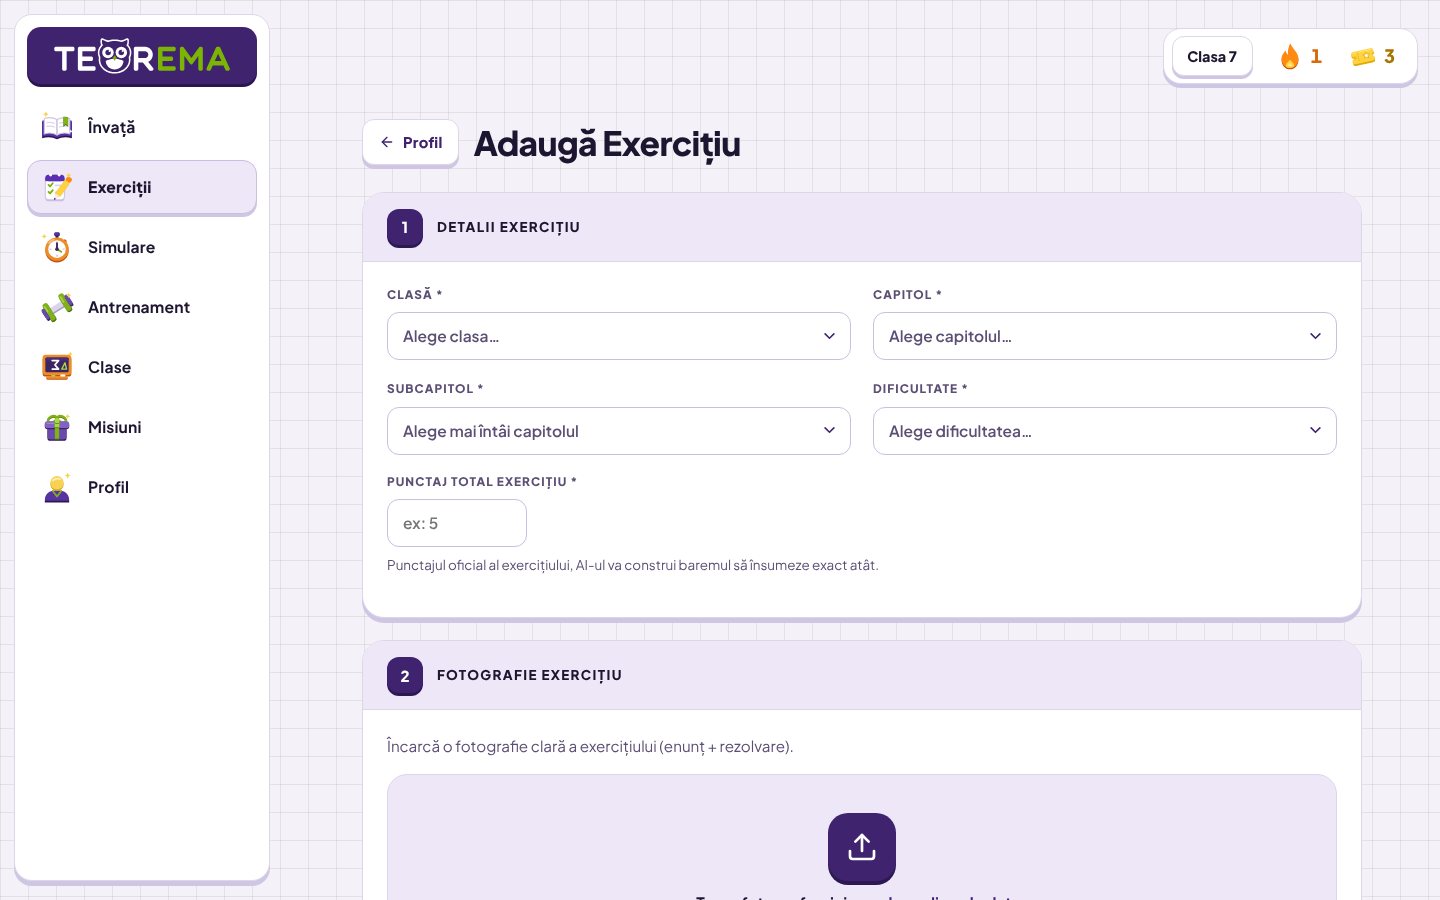 TEOREMA
Învață
Exerciții
Simulare
Antrenament
Clase
Misiuni
Profil
Clasa 7
1
3
Profil
Adaugă Exercițiu
1
DETALII EXERCIȚIU
CLASĂ *
CAPITOL *
Alege clasa...
Alege capitolul...
SUBCAPITOL *
DIFICULTATE *
Alege mai întâi capitolul
Alege dificultatea...
PUNCTAJ TOTAL EXERCIȚIU *
ex: 5
Punctajul oficial al exercițiului, AI-ul va construi baremul să însumeze exact atât.
2
FOTOGRAFIE EXERCIȚIU
Încarcă o fotografie clară a exercițiului (enunț + rezolvare).